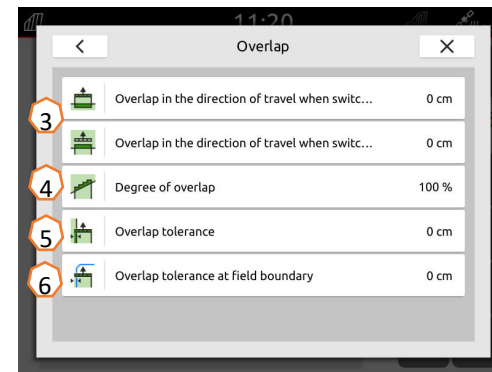 11:20
Overlap
3
Overlap in the direction of travel when switc... 0 cm
Overlap in the direction of travel when switc... 0 cm
4 Degree of overlap 100 %
5 Overlap tolerance 0 cm
6 Overlap tolerance at field boundary 0 cm